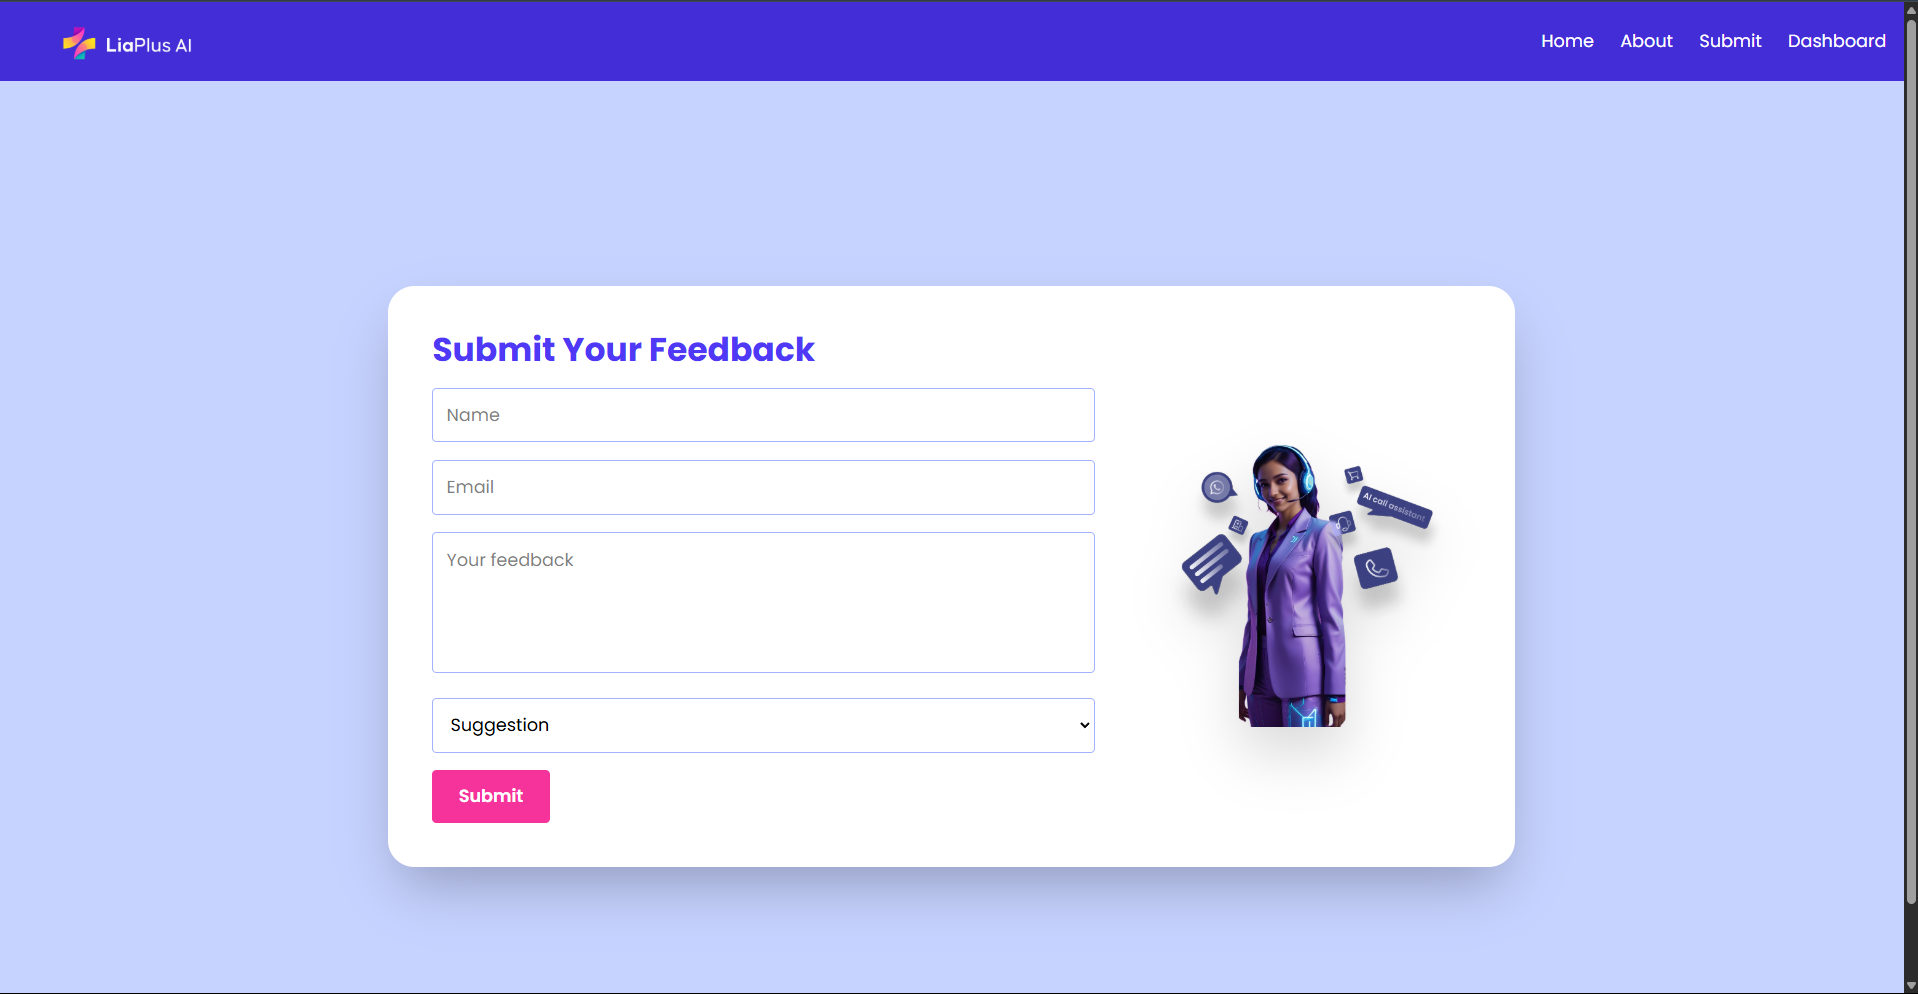 LiaPlus AI
Home About Submit Dashboard
Submit Your Feedback
Name
Email
Your feedback
Suggestion
Submit
AI call assistant